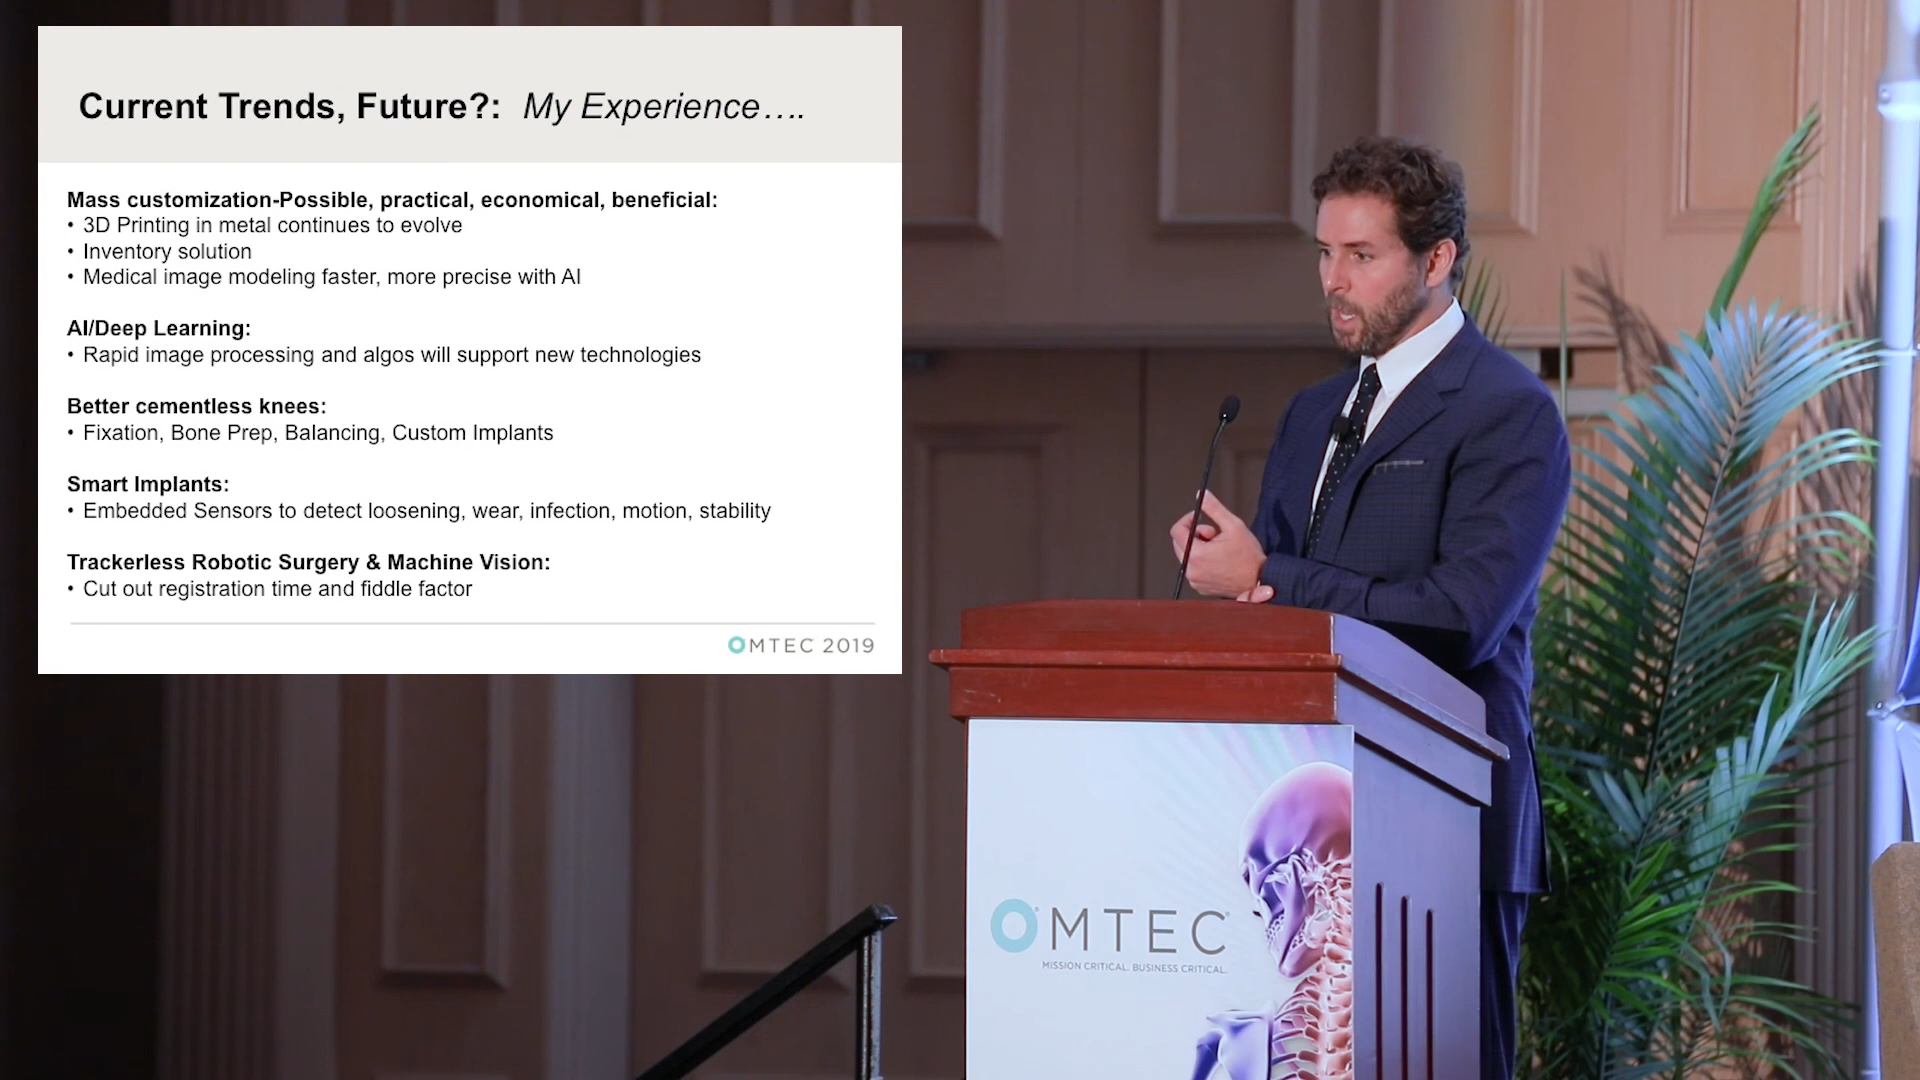 Current Trends, Future?: My Experience….
Mass customization-Possible, practical, economical, beneficial:
• 3D Printing in metal continues to evolve
• Inventory solution
• Medical image modeling faster, more precise with AI
AI/Deep Learning:
• Rapid image processing and algos will support new technologies
Better cementless knees:
• Fixation, Bone Prep, Balancing, Custom Implants
Smart Implants:
• Embedded Sensors to detect loosening, wear, infection, motion, stability
Trackerless Robotic Surgery & Machine Vision:
• Cut out registration time and fiddle factor
OMTEC 2019
OMTEC
MISSION CRITICAL. BUSINESS CRITICAL.